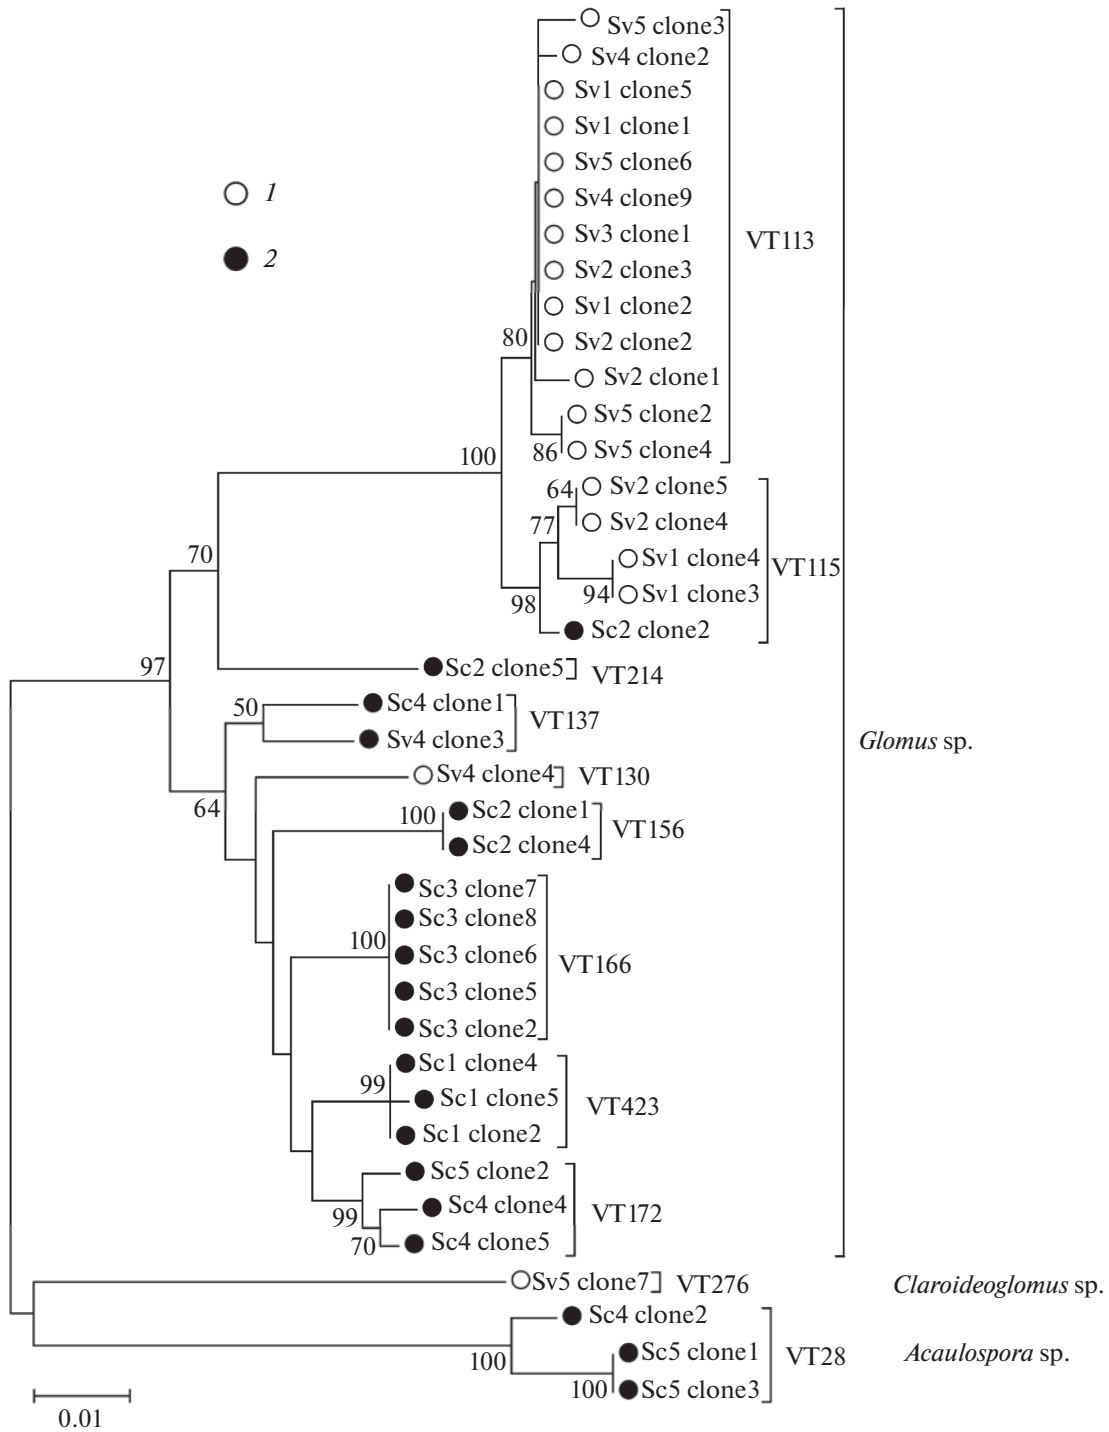 Sv5 clone3
Sv4 clone2
Sv1 clone5
Sv1 clone1
Sv5 clone6
1
Sv4 clone9
Sv3 clone1
VT113
2
Sv2 clone3
Sv1 clone2
80
Sv2 clone2
Sv2 clone1
Sv5 clone2
86
Sv5 clone4
100
64
Sv2 clone5
77
Sv2 clone4
70
Sv1 clone4
VT115
94
Sv1 clone3
98
Sc2 clone2
97
Sc2 clone5
VT214
50
Sc4 clone1
VT137
Sv4 clone3
Glomus sp.
Sv4 clone4
VT130
64
100
Sc2 clone1
VT156
Sc2 clone4
Sc3 clone7
Sc3 clone8
100
Sc3 clone6
VT166
Sc3 clone5
Sc3 clone2
Sc1 clone4
99
Sc1 clone5
VT423
Sc1 clone2
Sc5 clone2
99
Sc4 clone4
VT172
70
Sc4 clone5
Sv5 clone7
VT276
Claroideoglomus sp.
Sc4 clone2
100
Sc5 clone1
VT28
Acaulospora sp.
100
Sc5 clone3
0.01